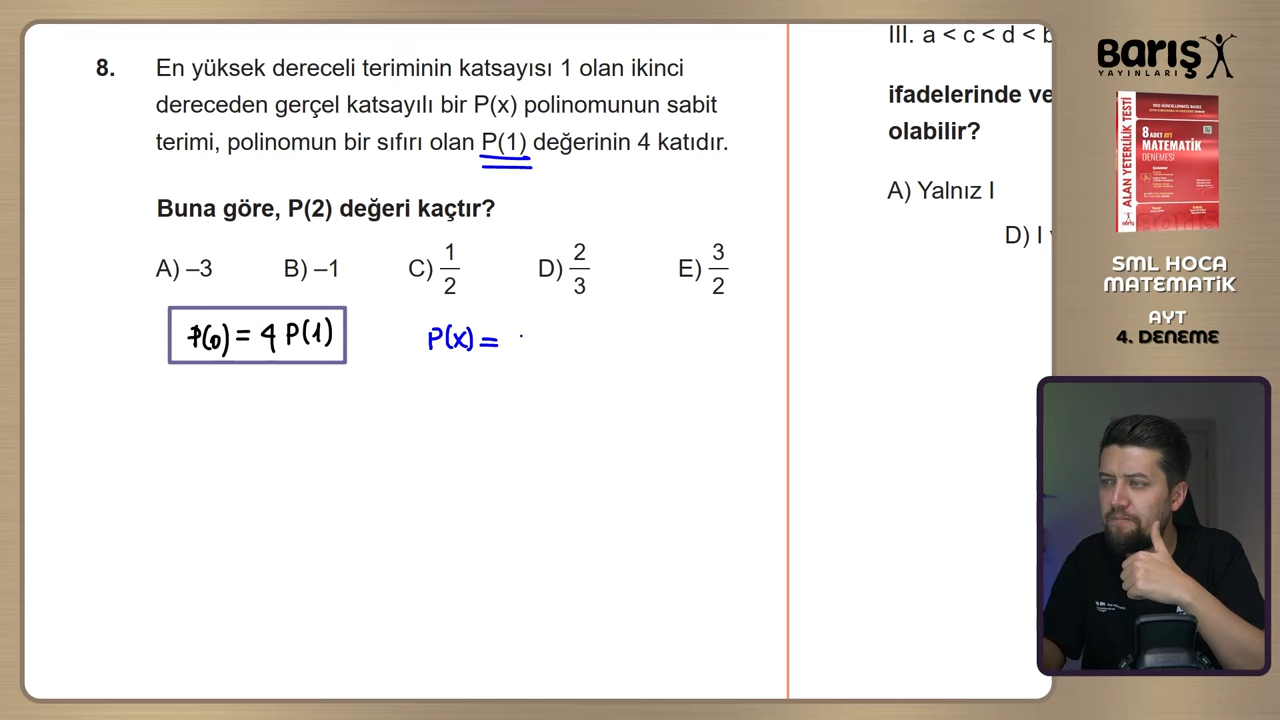 8. En yüksek dereceli teriminin katsayısı 1 olan ikinci
dereceden gerçel katsayılı bir P(x) polinomunun sabit
terimi, polinomun bir sıfırı olan P(1) değerinin 4 katıdır.
Buna göre, P(2) değeri kaçtır?
A) –3 B) –1 C) 1/2 D) 2/3 E) 3/2
P(0) = 4 P(1)
P(x) =
III. a < c < d < b
ifadelerinde ve
olabilir?
A) Yalnız I
D) I
BARIŞ
YAYINLARI
ALAN YETERLİK TESTİ
8 ADET AYT
MATEMATİK
DENEMESİ
SML HOCA
MATEMATİK
AYT
4. DENEME